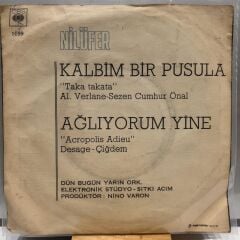 CBS
NİLÜFER
KALBİM BİR PUSULA
"Taka takata"
Al. Verlane-Sezen Cumhur Önal
AĞLIYORUM YİNE
"Acropolis Adieu"
Desage-Çiğdem
DÜN BUGÜN YARIN ORK.
ELEKTRONİK STÜDYO - SITKI ACIM
PRODÜKTÖR : NINO VARON